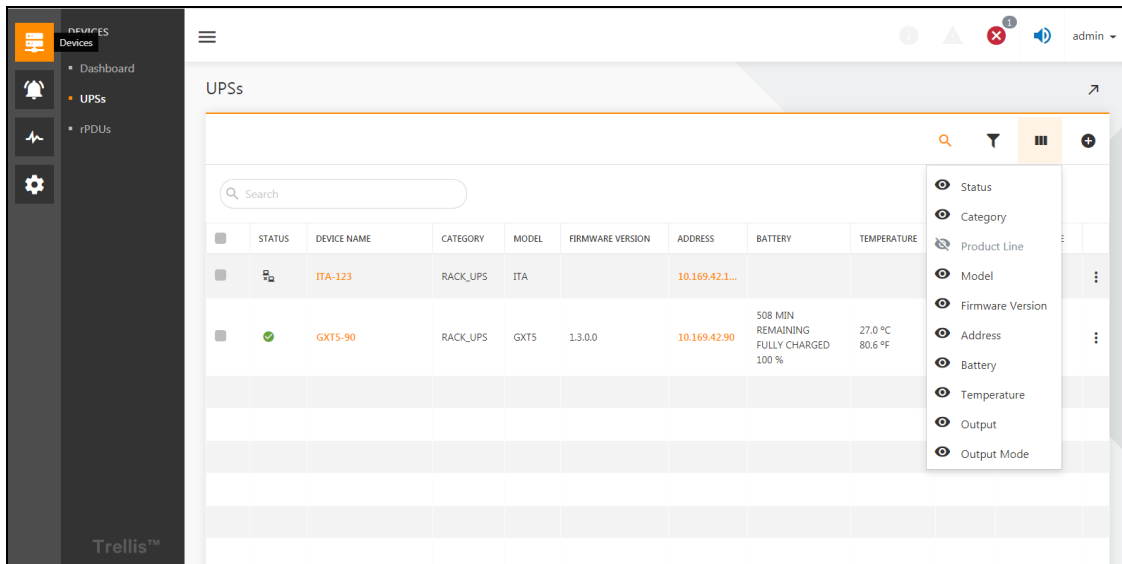 DEVICES
Devices
Dashboard
UPSs
rPDUs
Trellis™
1
admin
UPSs
Search
STATUS DEVICE NAME CATEGORY MODEL FIRMWARE VERSION ADDRESS BATTERY TEMPERATURE E
ITA-123 RACK_UPS ITA 10.169.42.1...
GXT5-90 RACK_UPS GXT5 1.3.0.0 10.169.42.90
508 MIN
REMAINING
FULLY CHARGED
100 %
27.0 ºC
80.6 ºF
Status
Category
Product Line
Model
Firmware Version
Address
Battery
Temperature
Output
Output Mode